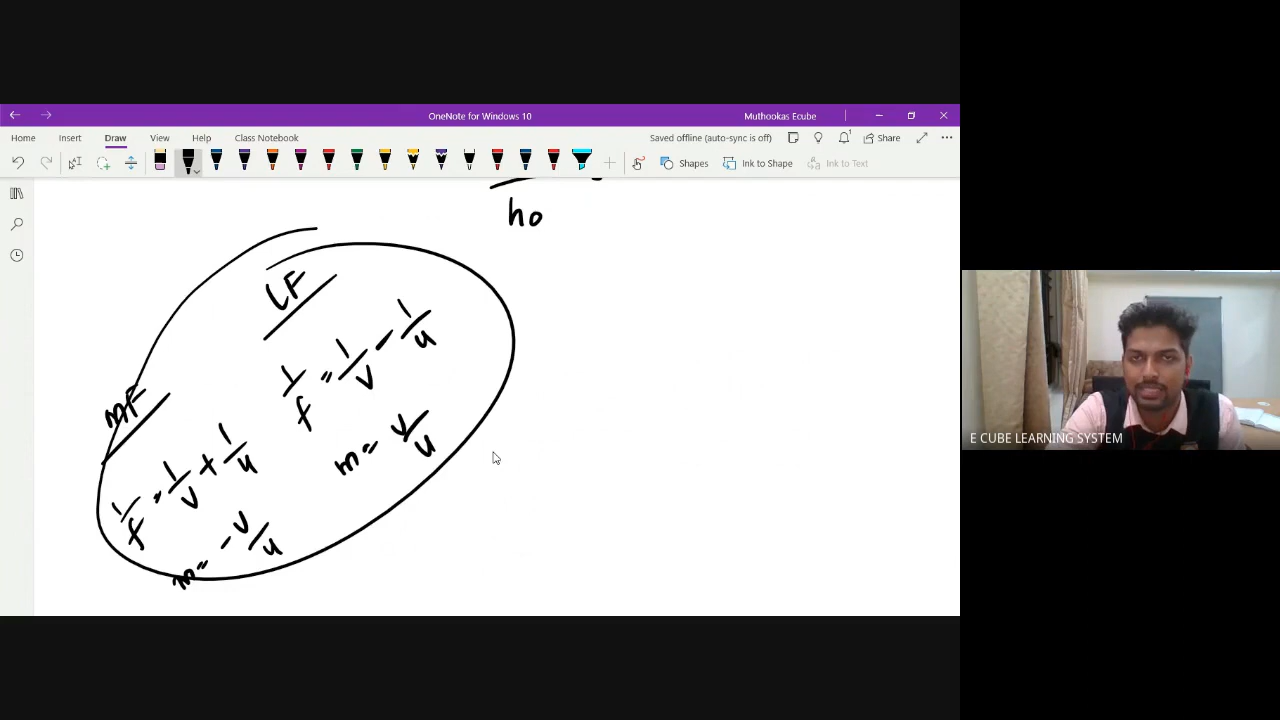 OneNote for Windows 10
Muthookas Ecube
Home Insert Draw View Help Class Notebook
Saved offline (auto-sync is off)
Share
Shapes
Ink to Shape
Ink to Text
ho
LF
1/f = 1/v - 1/u
m = v/u
MF
1/f = 1/v + 1/u
m = -v/u
E CUBE LEARNING SYSTEM